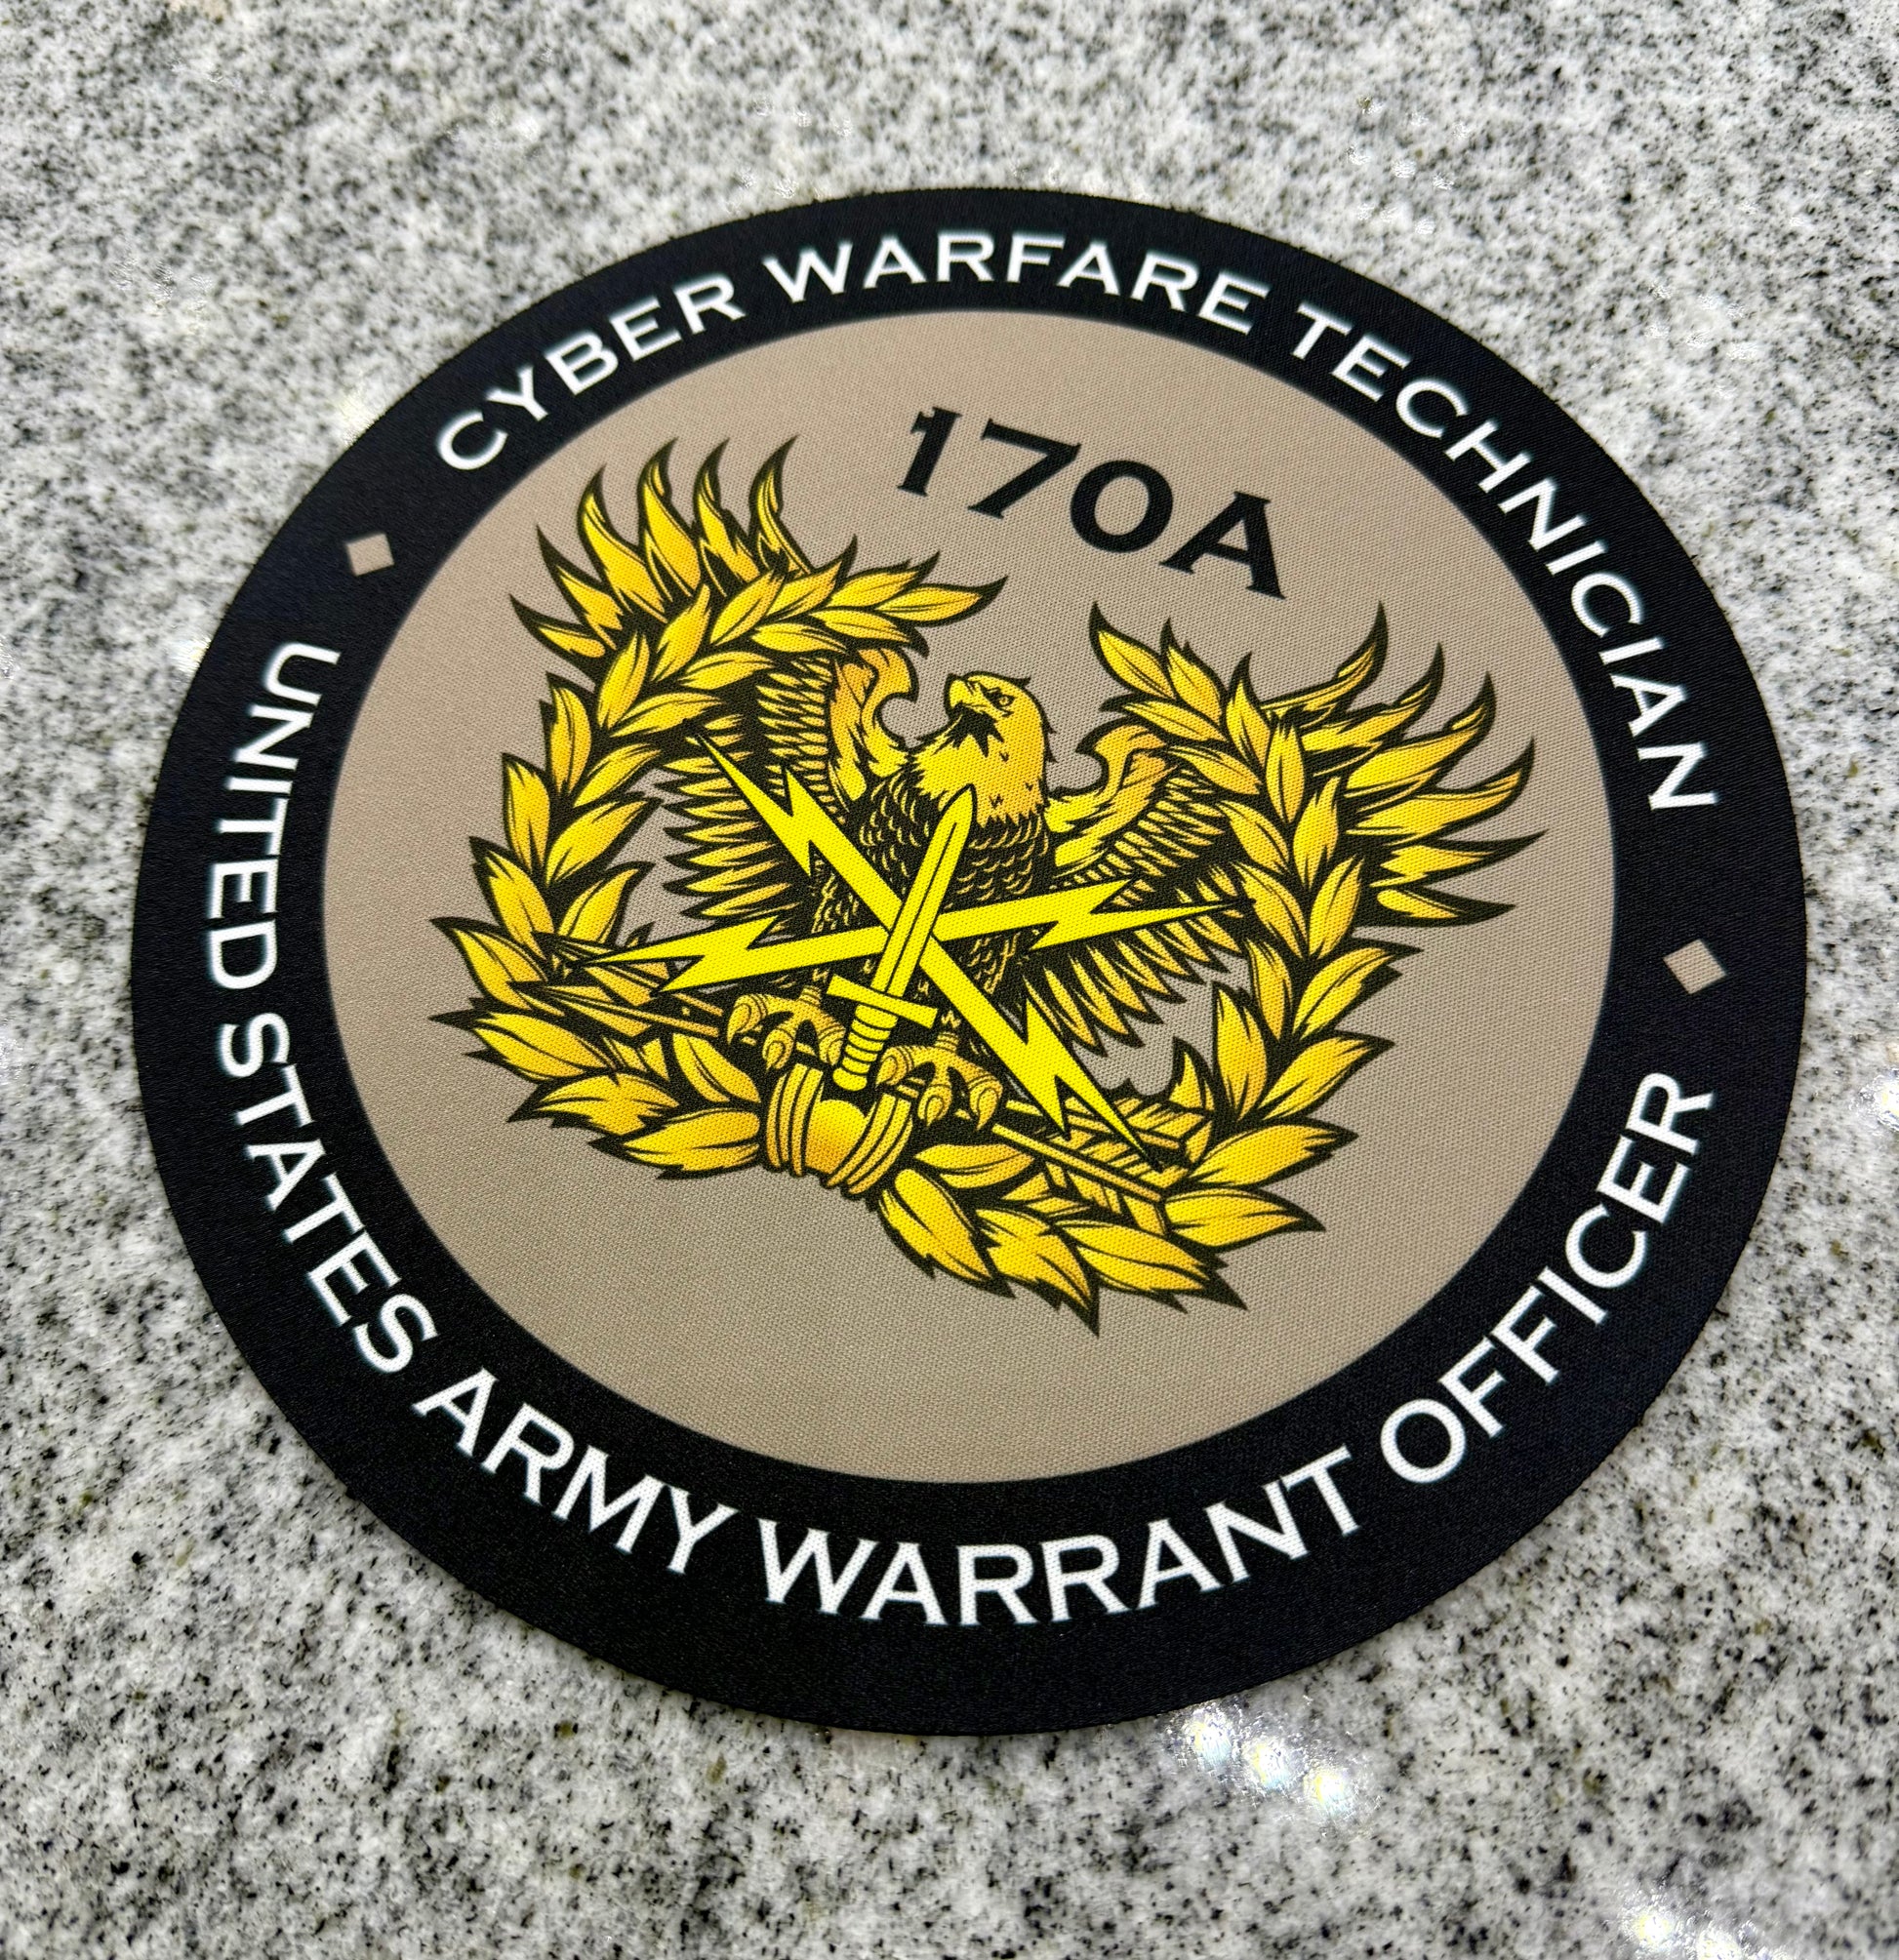 CYBER WARFARE TECHNICIAN
170A
UNITED STATES ARMY WARRANT OFFICER